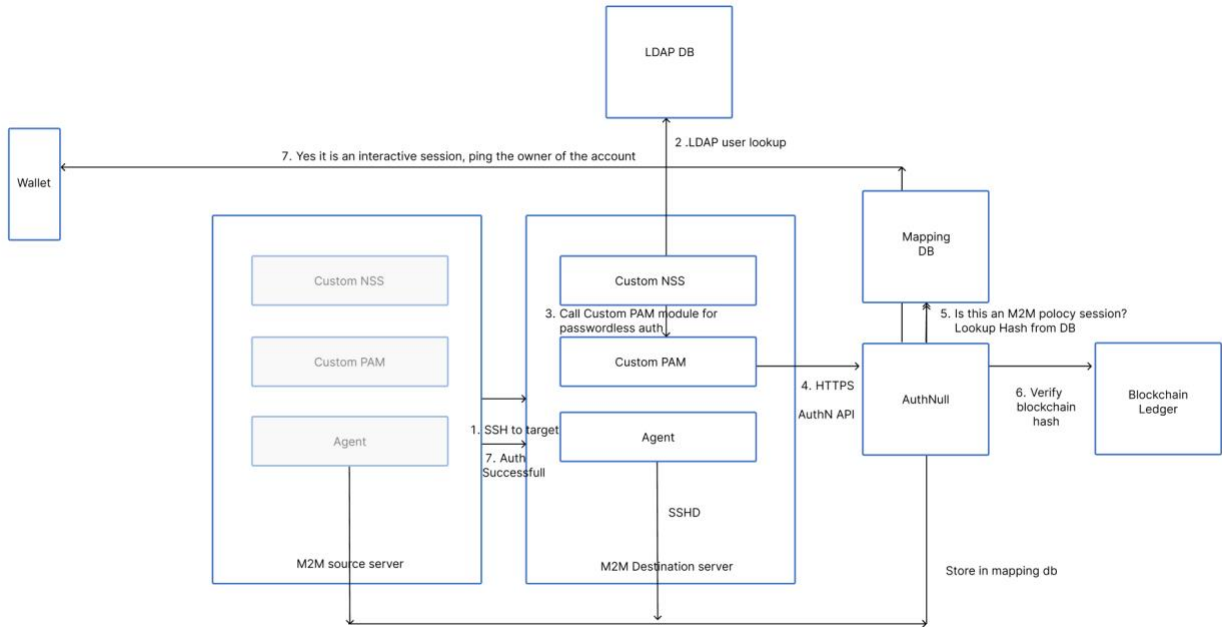 LDAP DB
2 .LDAP user lookup
7. Yes it is an interactive session, ping the owner of the account
Wallet
Mapping
DB
Custom NSS
Custom NSS
3. Call Custom PAM module for
passwordless auth
5. Is this an M2M polocy session?
Lookup Hash from DB
Custom PAM
Custom PAM
4. HTTPS
AuthN API
AuthNull
6. Verify
blockchain
hash
Blockchain
Ledger
Agent
1. SSH to target
7. Auth
Successfull
Agent
SSHD
M2M source server
M2M Destination server
Store in mapping db